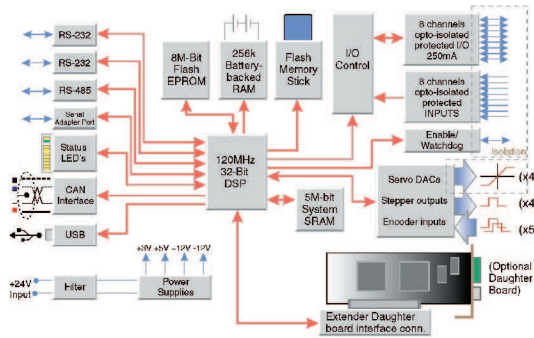 RS-232
RS-232
RS-485
Serial
Adapter Port
Status
LED's
CAN
Interface
USB
+24V
Input
Filter
+3V +5V -12V -12V
Power
Supplies
8M-Bit
Flash
EPROM
256k
Battery-
backed
RAM
Flash
Memory
Stick
I/O
Control
8 channels
opto-isolated
protected I/O
250mA
8 channels
opto-isolated
protected
INPUTS
Enable/
Watchdog
Isolation
120MHz
32-Bit
DSP
5M-bit
System
SRAM
Servo DACs
Stepper outputs
Encoder inputs
(x4
(x4
(x5
(Optional
Daughter
Board)
Extender Daughter
board interface conn.